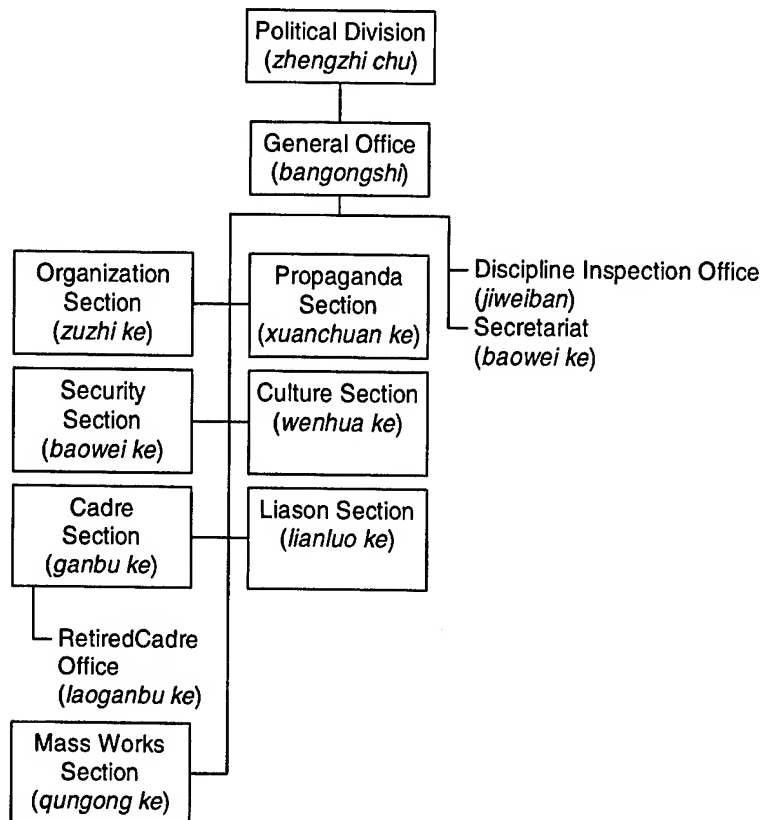 Political Division
(zhengzhi chu)
General Office
(bangongshi)
Organization
Section
(zuzhi ke)
Propaganda
Section
(xuanchuan ke)
Discipline Inspection Office
(jiweiban)
Secretariat
(baowei ke)
Security
Section
(baowei ke)
Culture Section
(wenhua ke)
Cadre
Section
(ganbu ke)
Liason Section
(lianluo ke)
RetiredCadre
Office
(laoganbu ke)
Mass Works
Section
(qungong ke)